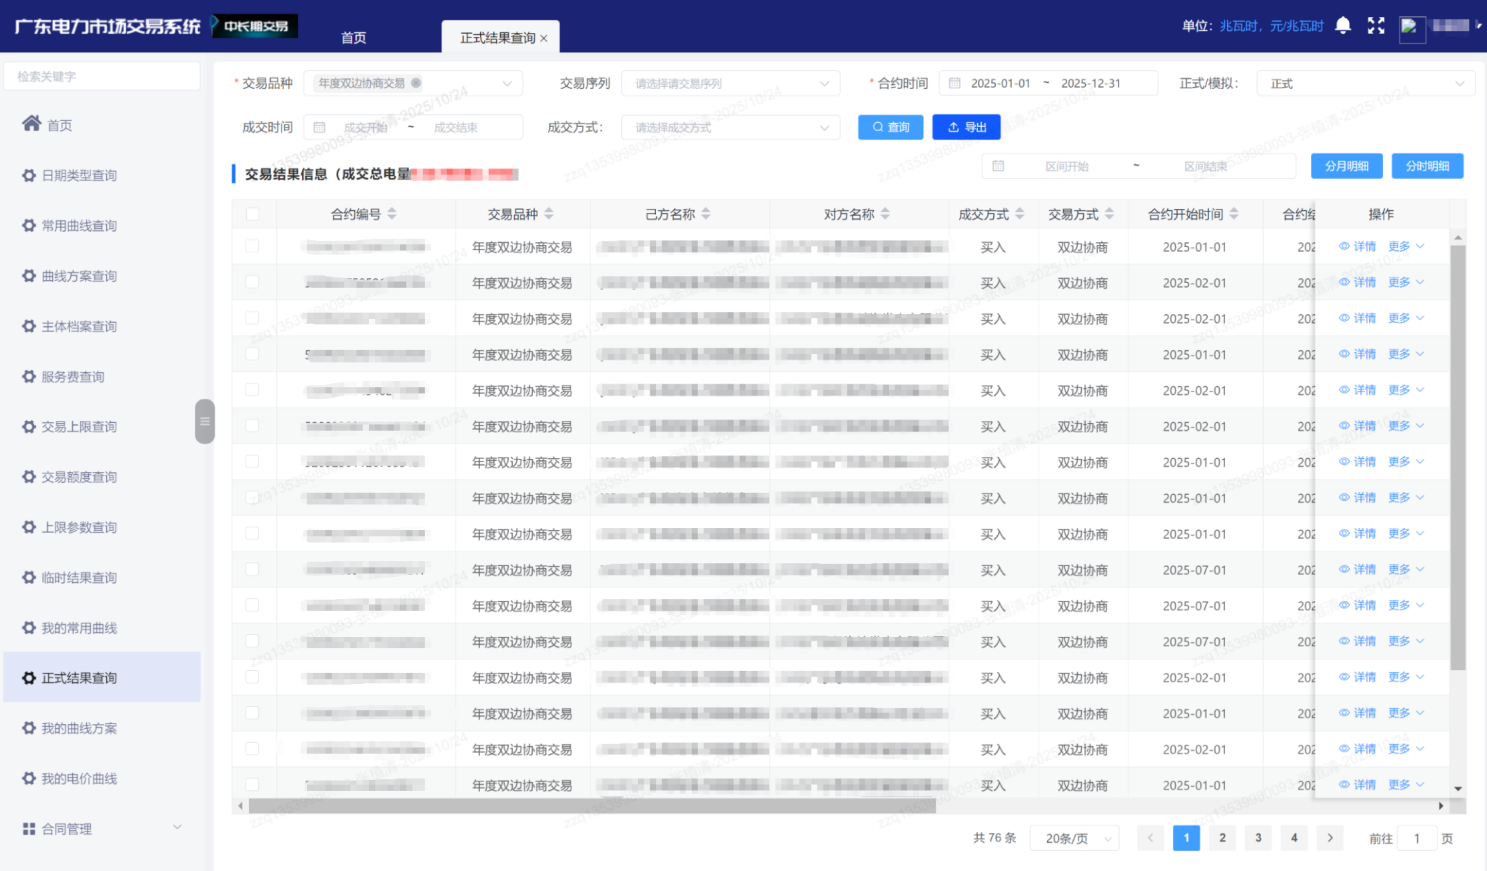 广东电力市场交易系统 中长期交易
首页 正式结果查询 ×
单位：兆瓦时，元/兆瓦时
检索关键字
首页
日期类型查询
常用曲线查询
曲线方案查询
主体档案查询
服务费查询
交易上限查询
交易额度查询
上限参数查询
临时结果查询
我的常用曲线
正式结果查询
我的曲线方案
我的电价曲线
合同管理
* 交易品种 年度双边协商交易 交易序列 请选择请交易序列 * 合约时间 2025-01-01 ~ 2025-12-31 正式/模拟： 正式
成交时间 成交开始 ~ 成交结束 成交方式： 请选择成交方式 查询 导出
交易结果信息（成交总电量
区间开始 ~ 区间结束 分月明细 分时明细
合约编号 交易品种 己方名称 对方名称 成交方式 交易方式 合约开始时间 合约结 操作
年度双边协商交易 买入 双边协商 2025-01-01 202 详情 更多
年度双边协商交易 买入 双边协商 2025-02-01 202 详情 更多
年度双边协商交易 买入 双边协商 2025-02-01 202 详情 更多
年度双边协商交易 买入 双边协商 2025-01-01 202 详情 更多
年度双边协商交易 买入 双边协商 2025-01-01 202 详情 更多
年度双边协商交易 买入 双边协商 2025-01-01 202 详情 更多
年度双边协商交易 买入 双边协商 2025-01-01 202 详情 更多
年度双边协商交易 买入 双边协商 2025-01-01 202 详情 更多
年度双边协商交易 买入 双边协商 2025-01-01 202 详情 更多
年度双边协商交易 买入 双边协商 2025-07-01 202 详情 更多
年度双边协商交易 买入 双边协商 2025-07-01 202 详情 更多
年度双边协商交易 买入 双边协商 2025-07-01 202 详情 更多
年度双边协商交易 买入 双边协商 2025-02-01 202 详情 更多
年度双边协商交易 买入 双边协商 2025-01-01 202 详情 更多
年度双边协商交易 买入 双边协商 2025-02-01 202 详情 更多
年度双边协商交易 买入 双边协商 2025-01-01 202 详情 更多
共 76 条 20条/页 1 2 3 4 前往 1 页